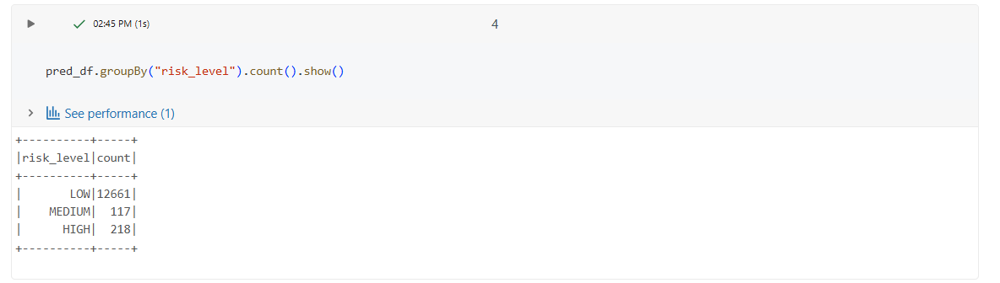 02:45 PM (1s)
4
pred_df.groupBy("risk_level").count().show()
See performance (1)
+----------+-----+
|risk_level|count|
+----------+-----+
|       LOW|12661|
|    MEDIUM|  117|
|      HIGH|  218|
+----------+-----+